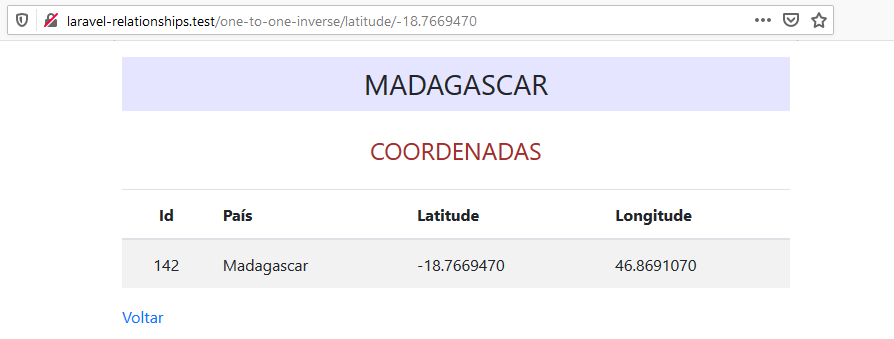 laravel-relationships.test/one-to-one-inverse/latitude/-18.7669470
MADAGASCAR
COORDENADAS
Id País Latitude Longitude
142 Madagascar -18.7669470 46.8691070
Voltar